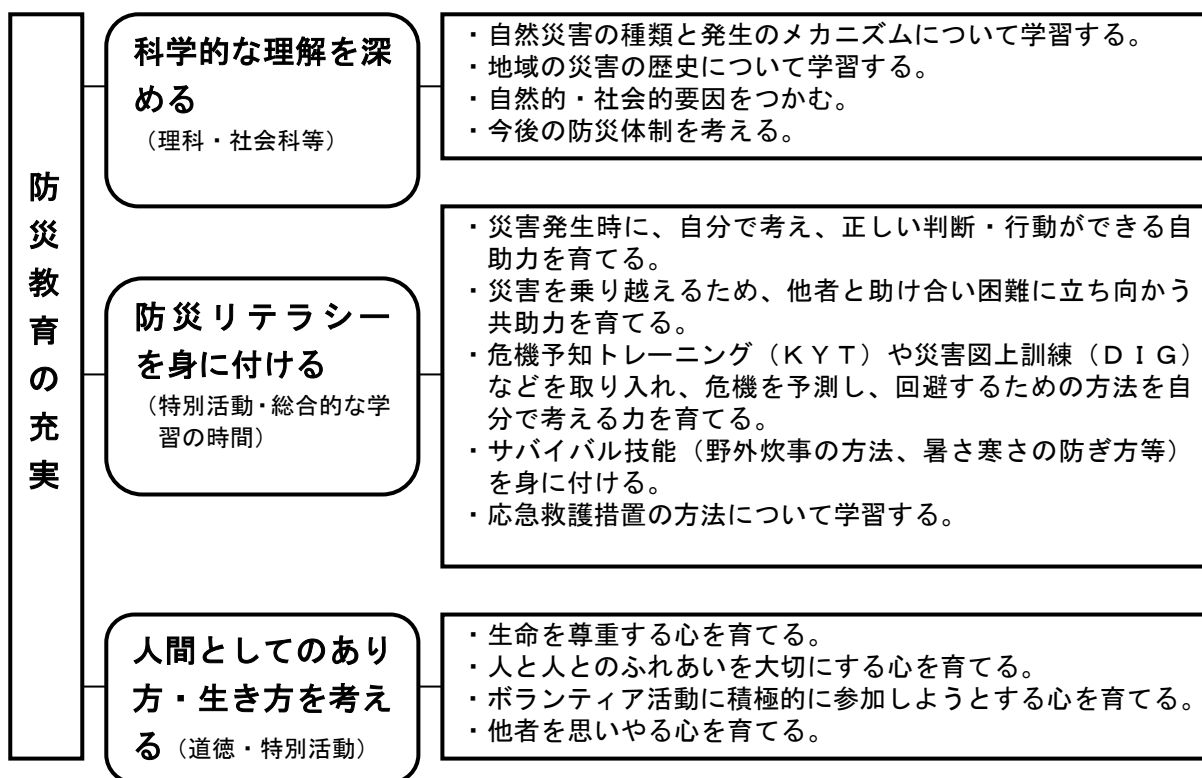 防災教育の充実
科学的な理解を深
める
（理科・社会科等）
・自然災害の種類と発生のメカニズムについて学習する。
・地域の災害の歴史について学習する。
・自然的・社会的要因をつかむ。
・今後の防災体制を考える。
防災リテラシー
を身に付ける
（特別活動・総合的な学
習の時間）
・災害発生時に、自分で考え、正しい判断・行動ができる自
助力を育てる。
・災害を乗り越えるため、他者と助け合い困難に立ち向かう
共助力を育てる。
・危機予知トレーニング（ＫＹＴ）や災害図上訓練（ＤＩＧ）
などを取り入れ、危機を予測し、回避するための方法を自
分で考える力を育てる。
・サバイバル技能（野外炊事の方法、暑さ寒さの防ぎ方等）
を身に付ける。
・応急救護措置の方法について学習する。
人間としてのあり
方・生き方を考え
る（道徳・特別活動）
・生命を尊重する心を育てる。
・人と人とのふれあいを大切にする心を育てる。
・ボランティア活動に積極的に参加しようとする心を育てる。
・他者を思いやる心を育てる。